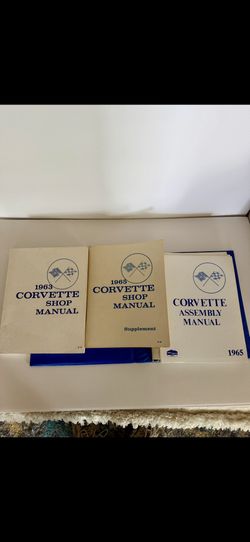 1963
CORVETTE
SHOP
MANUAL
1965
CORVETTE
SHOP
MANUAL
Supplement
CORVETTE
ASSEMBLY
MANUAL
1965